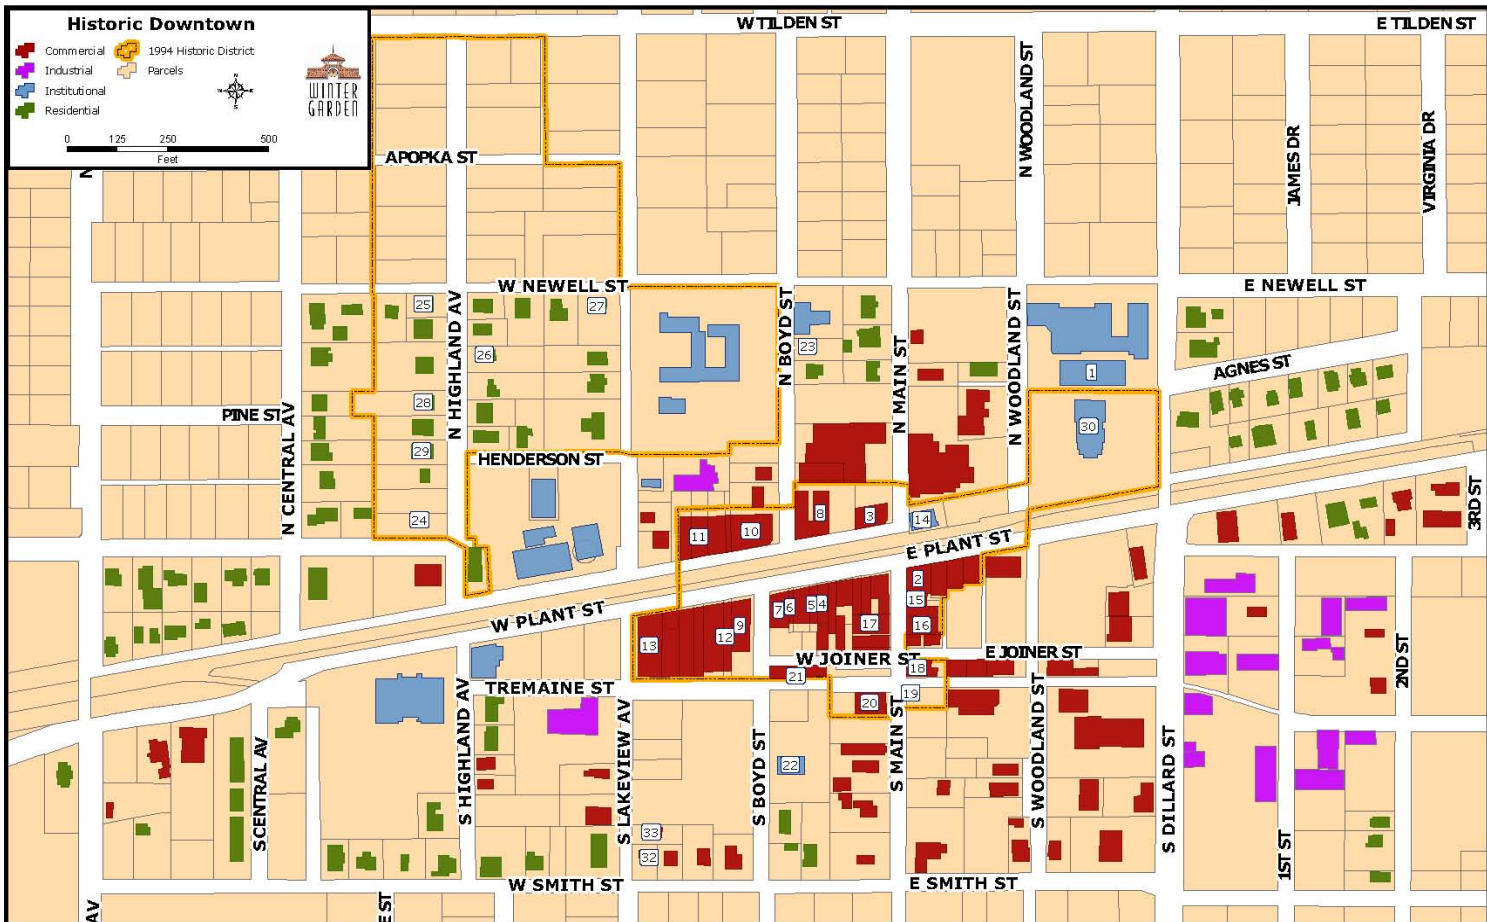 Historic Downtown
Commercial
1994 Historic District
Industrial
Parcels
Institutional
Residential
WINTER
GARDEN
N
W
E
S
0 125 250 500
Feet
W TILDEN ST
E TILDEN ST
N WOODLAND ST
JAMES DR
VIRGINIA DR
APOPKA ST
N
W NEWELL ST
E NEWELL ST
25
27
N HIGHLAND AV
26
N BOYD ST
23
N MAIN ST
N WOODLAND ST
1
AGNES ST
28
PINE ST
N CENTRAL AV
29
30
HENDERSON ST
24
11
10
8
3
14
3RD ST
E PLANT ST
W PLANT ST
2
15
16
7
6
5
4
17
9
12
13
W JOINER ST
E JOINER ST
18
21
19
20
TREMAINE ST
2ND ST
S HIGHLAND AV
S LAKEVIEW AV
S BOYD ST
S MAIN ST
S WOODLAND ST
S DILLARD ST
S CENTRAL AV
22
33
32
1ST ST
W SMITH ST
E SMITH ST
AV
E ST